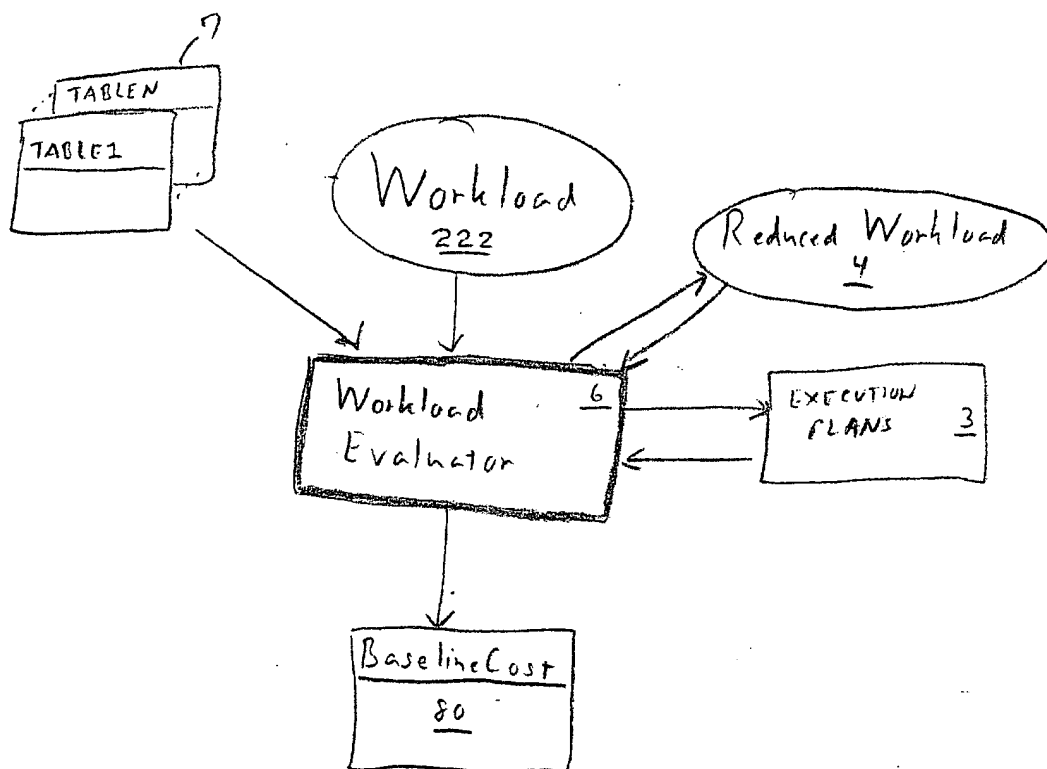 7
TABLEN
TABLE1
Workload
222
Reduced Workload
4
Workload
6
Evaluator
EXECUTION
PLANS
3
BaselineCost
80